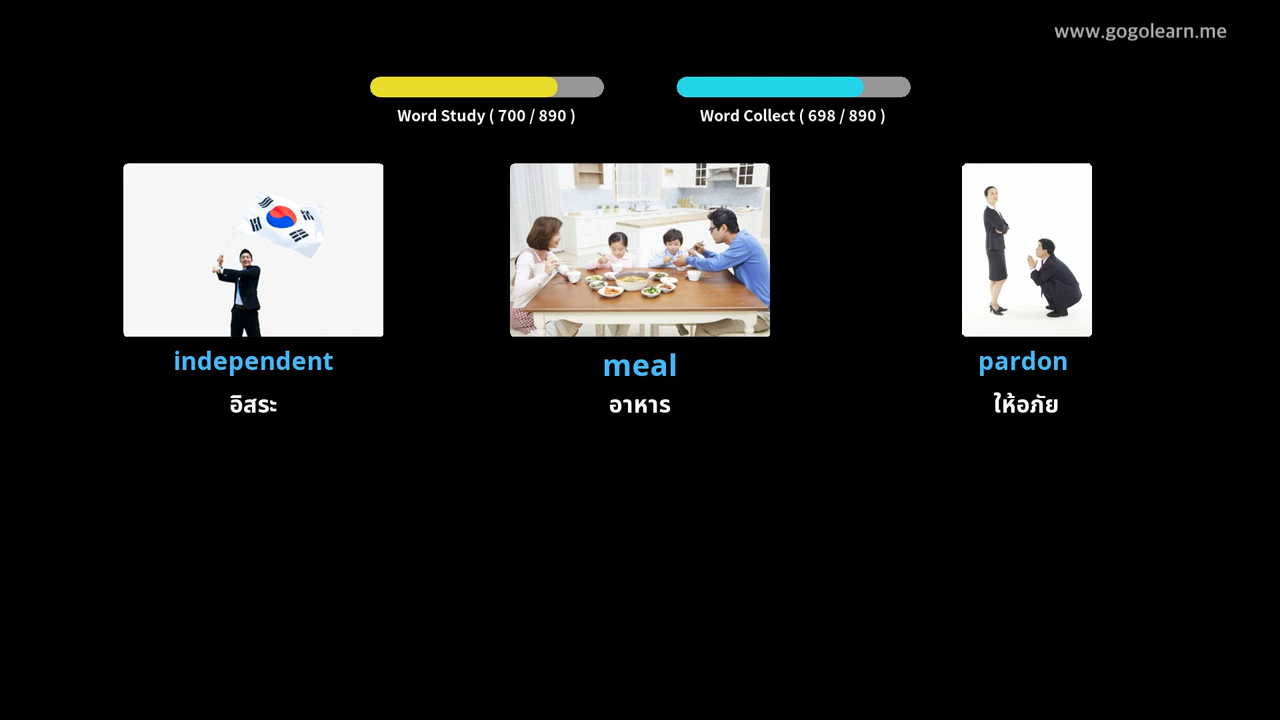 www.gogolearn.me
Word Study ( 700 / 890 )
Word Collect ( 698 / 890 )
independent
meal
pardon
อิสระ
อาหาร
ให้อภัย